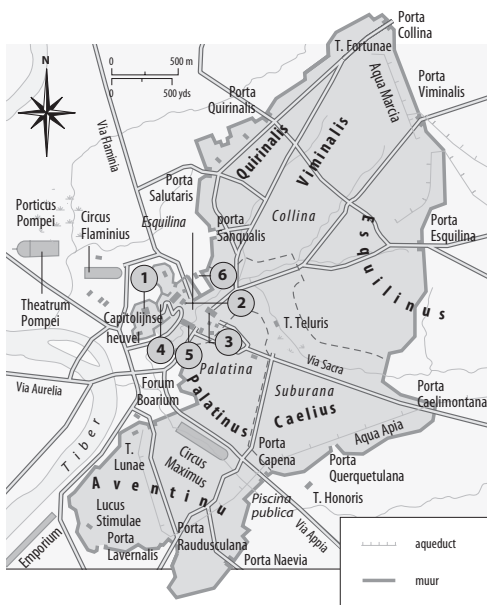 Porta
Collina
T. Fortunae
0 500 m
0 500 yds
N
Aqua Marcia
Porta
Viminalis
Porta
Quirinalis
Via Flaminia
Quirinalis
Viminalis
Porta
Salutaris
Porticus
Pompei
Circus
Flaminius
Esquilina
porta
Sanqualis
Collina
Esquilinus
Porta
Esquilina
1
6
2
Theatrum
Pompei
Capitolijnse
heuvel
T. Teluris
4
5
3
Via Sacra
Palatina
Via Aurelia
Forum
Boarium
Palatinus
Suburana
Caelius
Porta
Caelimontana
Tiber
Aqua Apia
T.
Lunae
Circus
Maximus
Porta
Capena
Porta
Querquetulana
Aventinu
Piscina
publica
T. Honoris
Lucus
Stimulae
Via Appia
Emporium
Porta
Lavernalis
Porta
Raudusculana
Porta Naevia
aqueduct
muur